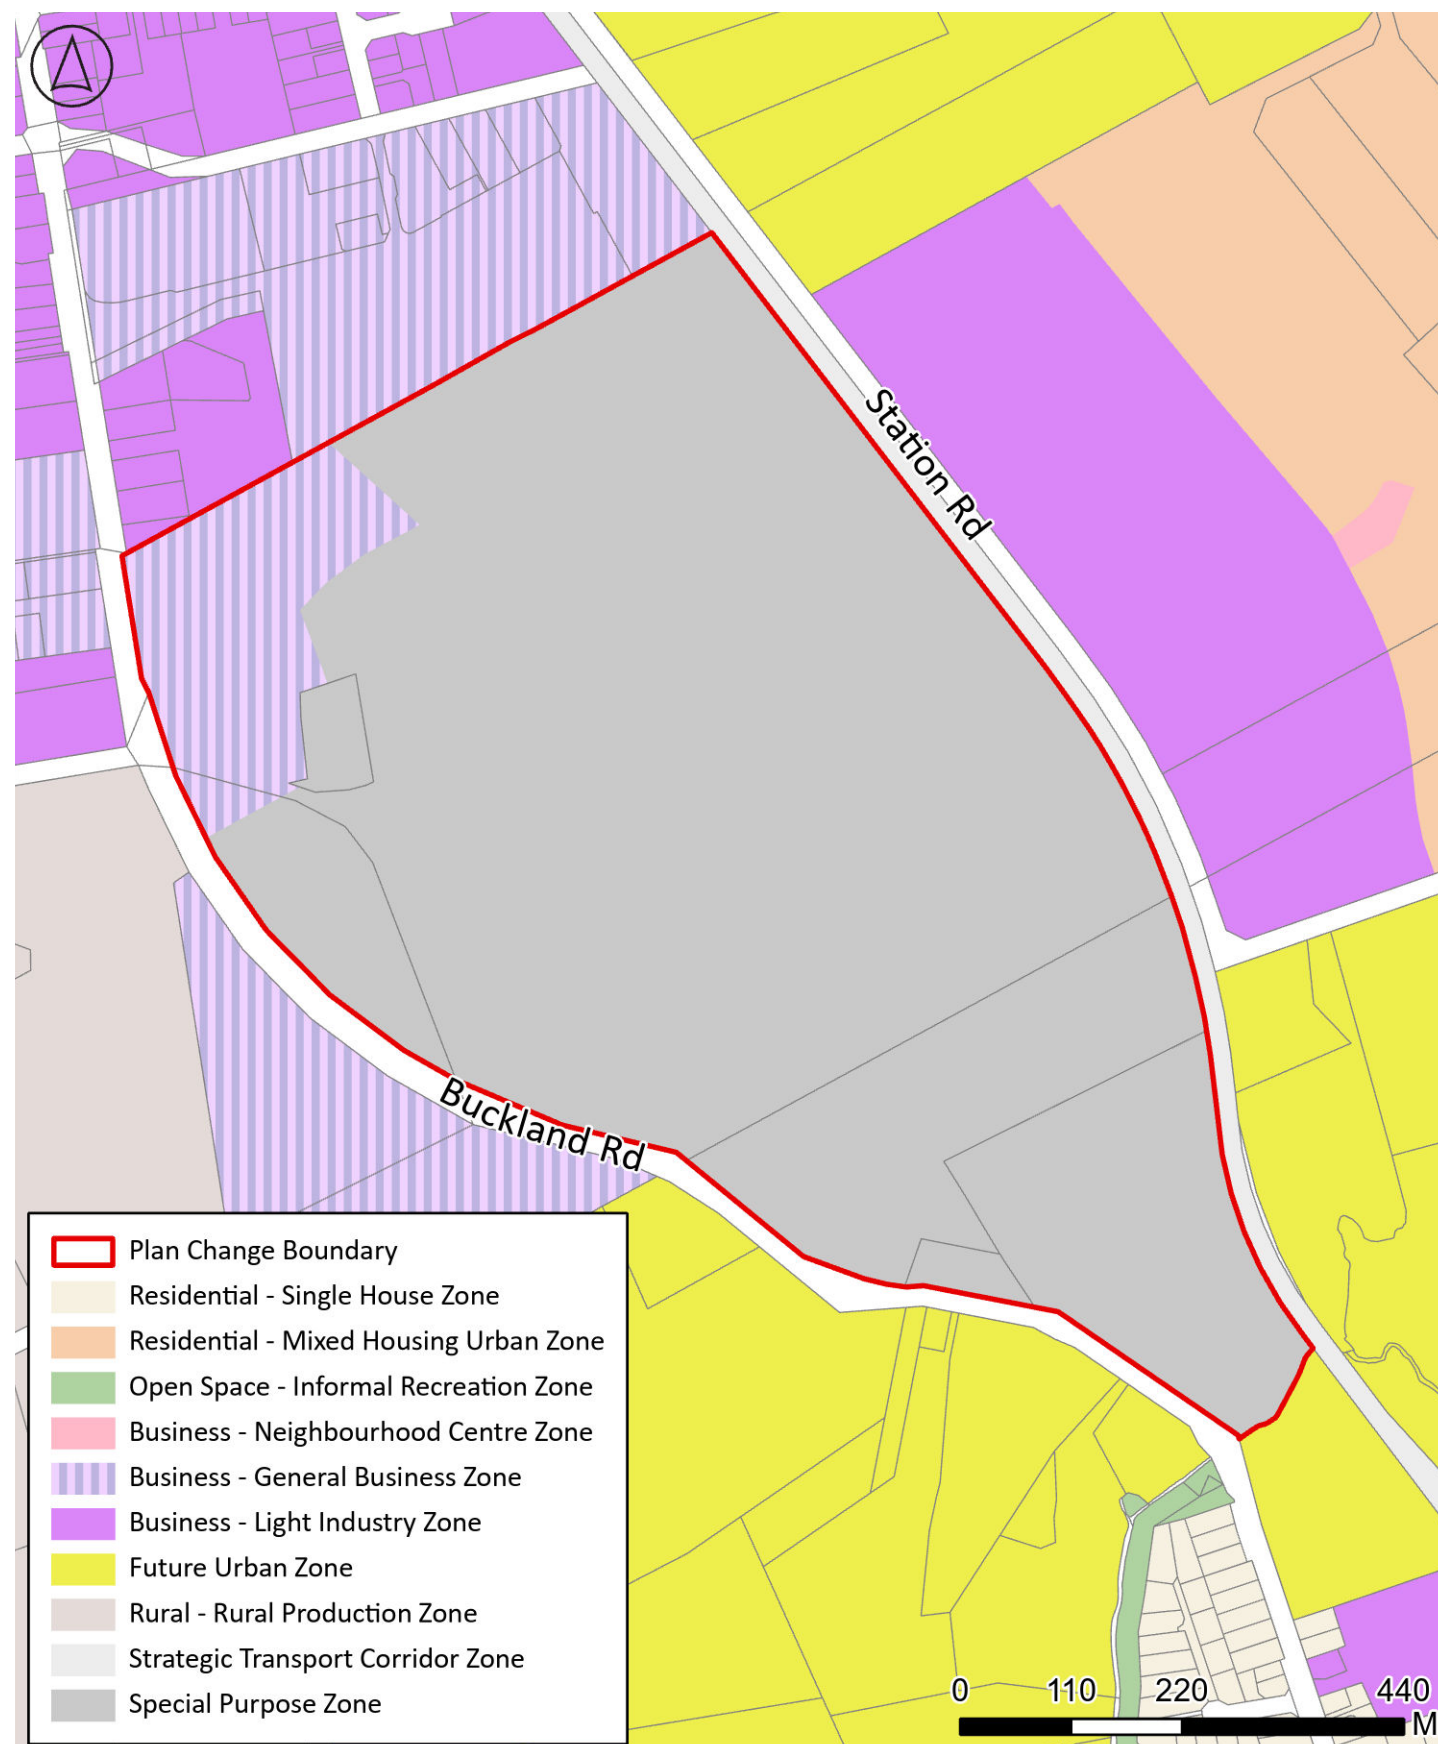 Station Rd
Buckland Rd
Plan Change Boundary
Residential - Single House Zone
Residential - Mixed Housing Urban Zone
Open Space - Informal Recreation Zone
Business - Neighbourhood Centre Zone
Business - General Business Zone
Business - Light Industry Zone
Future Urban Zone
Rural - Rural Production Zone
Strategic Transport Corridor Zone
Special Purpose Zone
0 110 220 440
M